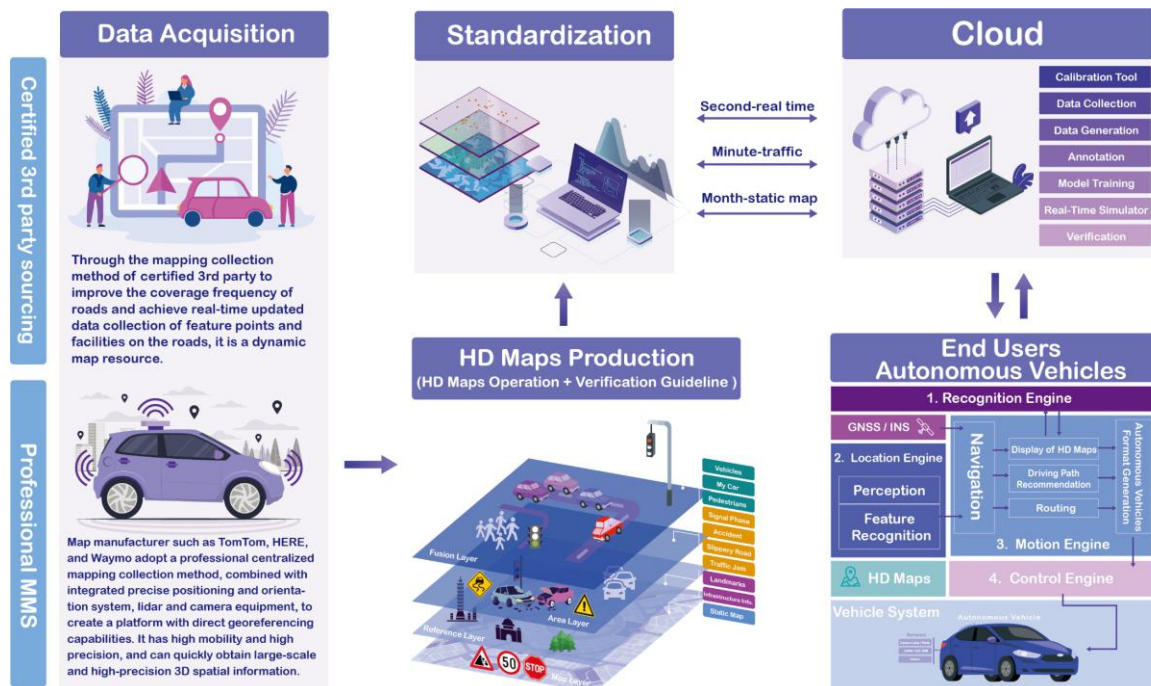 Certified 3rd party sourcing
Professional MMS
Data Acquisition
Through the mapping collection
method of certified 3rd party to
improve the coverage frequency of
roads and achieve real-time updated
data collection of feature points and
facilities on the roads, it is a dynamic
map resource.
Map manufacturer such as TomTom, HERE,
and Waymo adopt a professional centralized
mapping collection method, combined with
integrated precise positioning and orienta-
tion system, lidar and camera equipment, to
create a platform with direct georeferencing
capabilities. It has high mobility and high
precision, and can quickly obtain large-scale
and high-precision 3D spatial information.
Standardization
Second-real time
Minute-traffic
Month-static map
HD Maps Production
(HD Maps Operation + Verification Guideline )
Vehicles
My Car
Pedestrians
Signal Phase
Accident
Slippery Road
Traffic Jam
Landmarks
Infrastructure Info.
Static Map
Fusion Layer
Area Layer
Reference Layer
Map Layer
50
STOP
Cloud
Calibration Tool
Data Collection
Data Generation
Annotation
Model Training
Real-Time Simulator
Verification
End Users
Autonomous Vehicles
1. Recognition Engine
GNSS / INS
2. Location Engine
Perception
Feature
Recognition
Navigation
Display of HD Maps
Driving Path
Recommendation
Routing
Autonomous Vehicles
Format Generation
3. Motion Engine
HD Maps
4. Control Engine
Vehicle System
Autonomous Vehicle